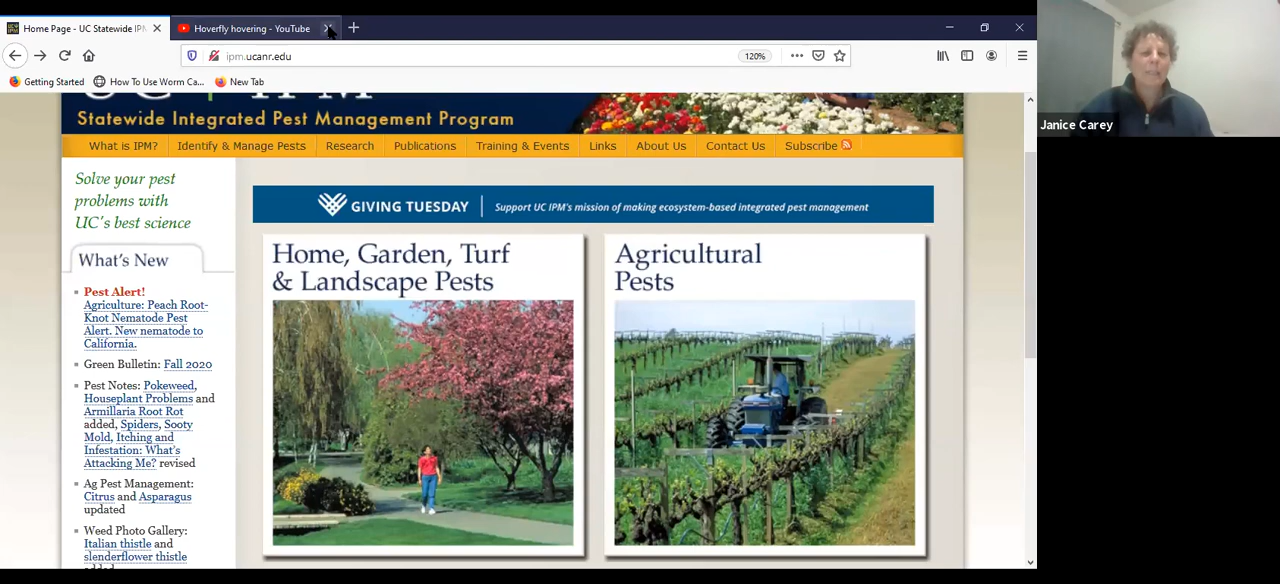 Home Page - UC Statewide IPM
Hoverfly hovering - YouTube
ipm.ucanr.edu
120%
Getting Started
How To Use Worm Ca...
New Tab
Janice Carey
Statewide Integrated Pest Management Program
What is IPM?
Identify & Manage Pests
Research
Publications
Training & Events
Links
About Us
Contact Us
Subscribe
Solve your pest
problems with
UC's best science
What's New
Pest Alert!
Agriculture: Peach Root-
Knot Nematode Pest
Alert. New nematode to
California.
Green Bulletin: Fall 2020
Pest Notes: Pokeweed,
Houseplant Problems and
Armillaria Root Rot
added, Spiders, Sooty
Mold, Itching and
Infestation: What's
Attacking Me? revised
Ag Pest Management:
Citrus and Asparagus
updated
Weed Photo Gallery:
Italian thistle and
slenderflower thistle
GIVING TUESDAY
Support UC IPM's mission of making ecosystem-based integrated pest management
Home, Garden, Turf
& Landscape Pests
Agricultural
Pests